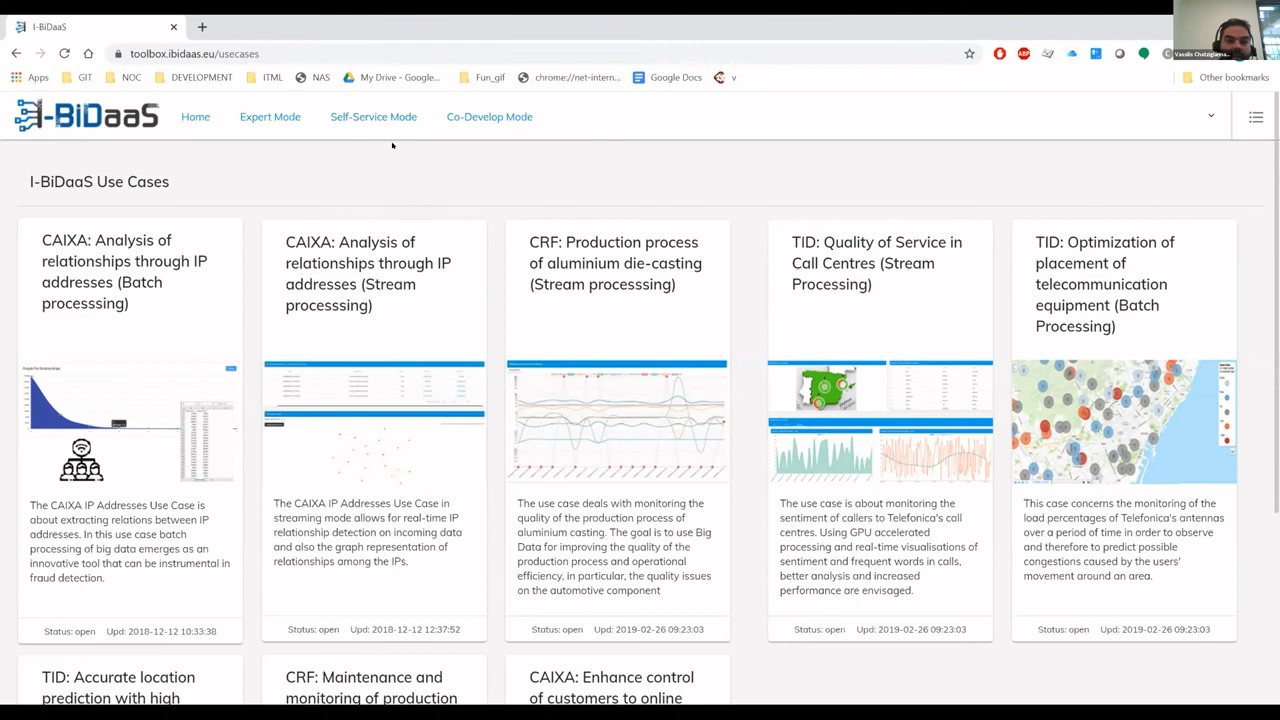 I-BiDaaS
toolbox.ibidaas.eu/usecases
Vassilis Chatzigianna...
Apps
GIT
NOC
DEVELOPMENT
ITML
NAS
My Drive - Google...
Fun_gif
chrome://net-intern...
Google Docs
v
Other bookmarks
I-BiDaaS
Home
Expert Mode
Self-Service Mode
Co-Develop Mode
I-BiDaaS Use Cases
CAIXA: Analysis of
relationships through IP
addresses (Batch
processsing)
The CAIXA IP Addresses Use Case is
about extracting relations between IP
addresses. In this use case batch
processing of big data emerges as an
innovative tool that can be instrumental in
fraud detection.
Status: open Upd: 2018-12-12 10:33:38
CAIXA: Analysis of
relationships through IP
addresses (Stream
processsing)
The CAIXA IP Addresses Use Case in
streaming mode allows for real-time IP
relationship detection on incoming data
and also the graph representation of
relationships among the IPs.
Status: open Upd: 2018-12-12 12:37:52
CRF: Production process
of aluminium die-casting
(Stream processsing)
The use case deals with monitoring the
quality of the production process of
aluminium casting. The goal is to use Big
Data for improving the quality of the
production process and operational
efficiency, in particular, the quality issues
on the automotive component
Status: open Upd: 2019-02-26 09:23:03
TID: Quality of Service in
Call Centres (Stream
Processing)
The use case is about monitoring the
sentiment of callers to Telefonica's call
centres. Using GPU accelerated
processing and real-time visualisations of
sentiment and frequent words in calls,
better analysis and increased
performance are envisaged.
Status: open Upd: 2019-02-26 09:23:03
TID: Optimization of
placement of
telecommunication
equipment (Batch
Processing)
This case concerns the monitoring of the
load percentages of Telefonica's antennas
over a period of time in order to observe
and therefore to predict possible
congestions caused by the users'
movement around an area.
Status: open Upd: 2019-02-26 09:23:03
TID: Accurate location
prediction with high
CRF: Maintenance and
monitoring of production
CAIXA: Enhance control
of customers to online